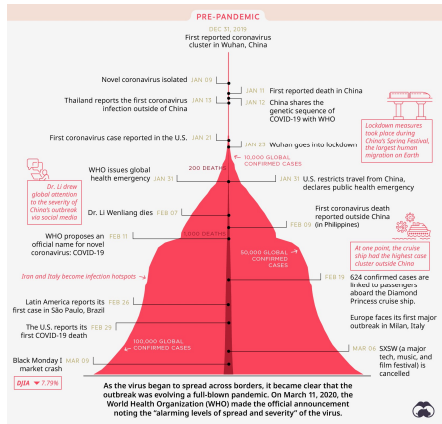 PRE-PANDEMIC
DEC 31, 2019
First reported coronavirus
cluster in Wuhan, China
Novel coronavirus isolated JAN 09
JAN 11 First reported death in China
Thailand reports the first coronavirus
infection outside of China
JAN 13
JAN 12 China shares the
genetic sequence of
COVID-19 with WHO
Lockdown measures
took place during
China's Spring Festival,
the largest human
migration on Earth
First coronavirus case reported in the U.S. JAN 21
JAN 23 Wuhan goes into lockdown
10,000 GLOBAL
CONFIRMED CASES
200 DEATHS
Dr. Li drew
global attention
to the severity of
China's outbreak
via social media
WHO issues global
health emergency JAN 31
JAN 31 U.S. restricts travel from China,
declares public health emergency
Dr. Li Wenliang dies FEB 07
First coronavirus death
reported outside China
(in Philippines)
FEB 09
WHO proposes an
official name for novel
coronavirus: COVID-19
FEB 11
1,000 DEATHS
50,000 GLOBAL
CONFIRMED
CASES
At one point, the cruise
ship had the highest case
cluster outside China
Iran and Italy become infection hotspots
FEB 19 624 confirmed cases are
linked to passengers
aboard the Diamond
Princess cruise ship.
Latin America reports its
first case in São Paulo, Brazil
FEB 26
Europe faces its first major
outbreak in Milan, Italy
The U.S. reports its
first COVID-19 death
FEB 29
100,000 GLOBAL
CONFIRMED CASES
MAR 06 SXSW (a major
tech, music, and
film festival) is
cancelled
Black Monday I
market crash
MAR 09
DJIA ▼ 7.79%
As the virus began to spread across borders, it became clear that the
outbreak was evolving a full-blown pandemic. On March 11, 2020, the
World Health Organization (WHO) made the official announcement
noting the "alarming levels of spread and severity" of the virus.